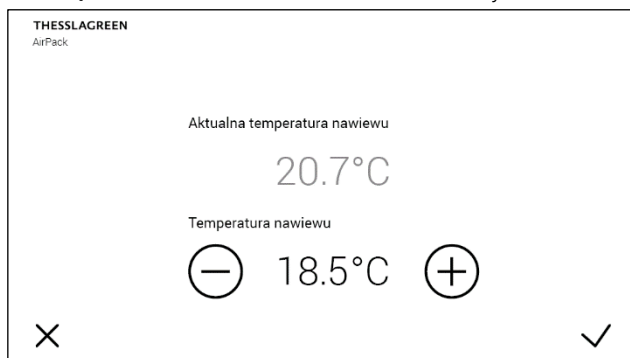 THESSLAGREEN
AirPack
Aktualna temperatura nawiewu
20.7°C
Temperatura nawiewu
18.5°C